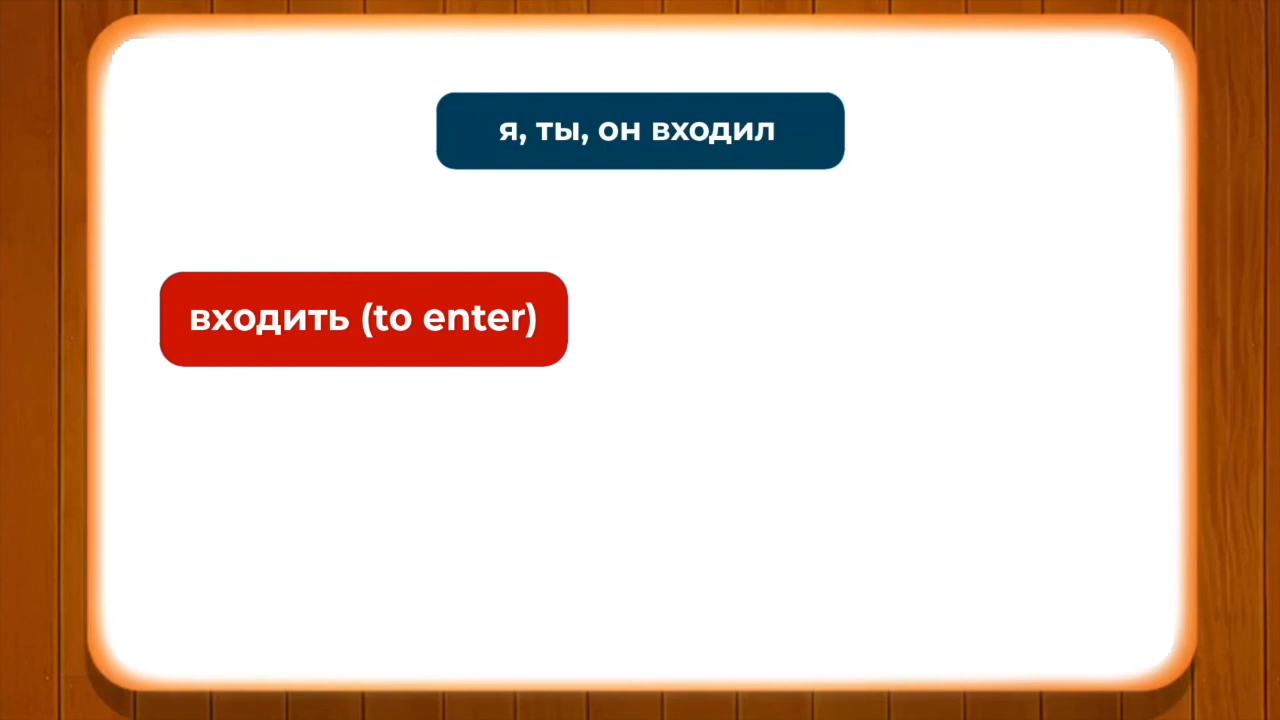 я, ты, он входил
входить (to enter)